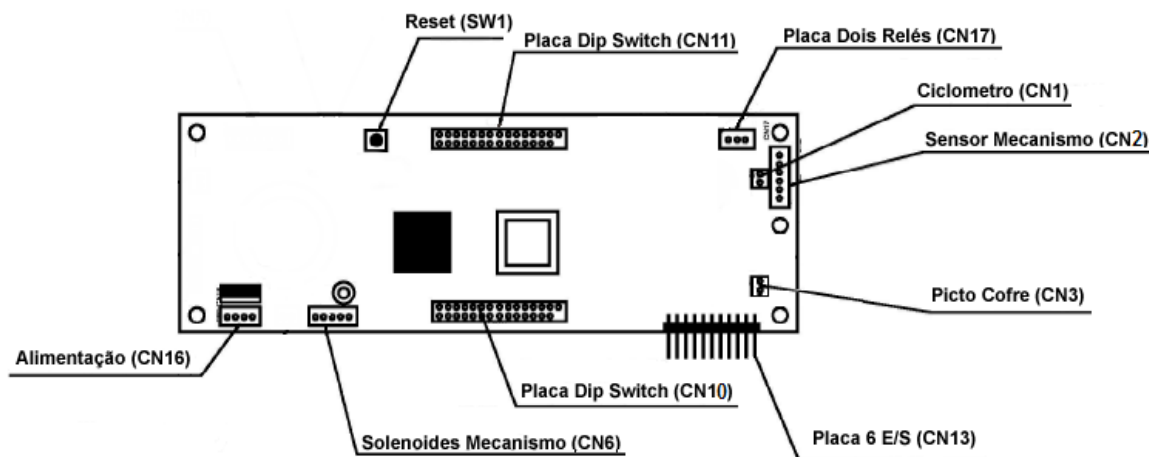 Reset (SW1)
Placa Dip Switch (CN11)
Placa Dois Relés (CN17)
Ciclometro (CN1)
CN17
Sensor Mecanismo (CN2)
Picto Cofre (CN3)
Alimentação (CN16)
Placa Dip Switch (CN10)
Solenoides Mecanismo (CN6)
Placa 6 E/S (CN13)